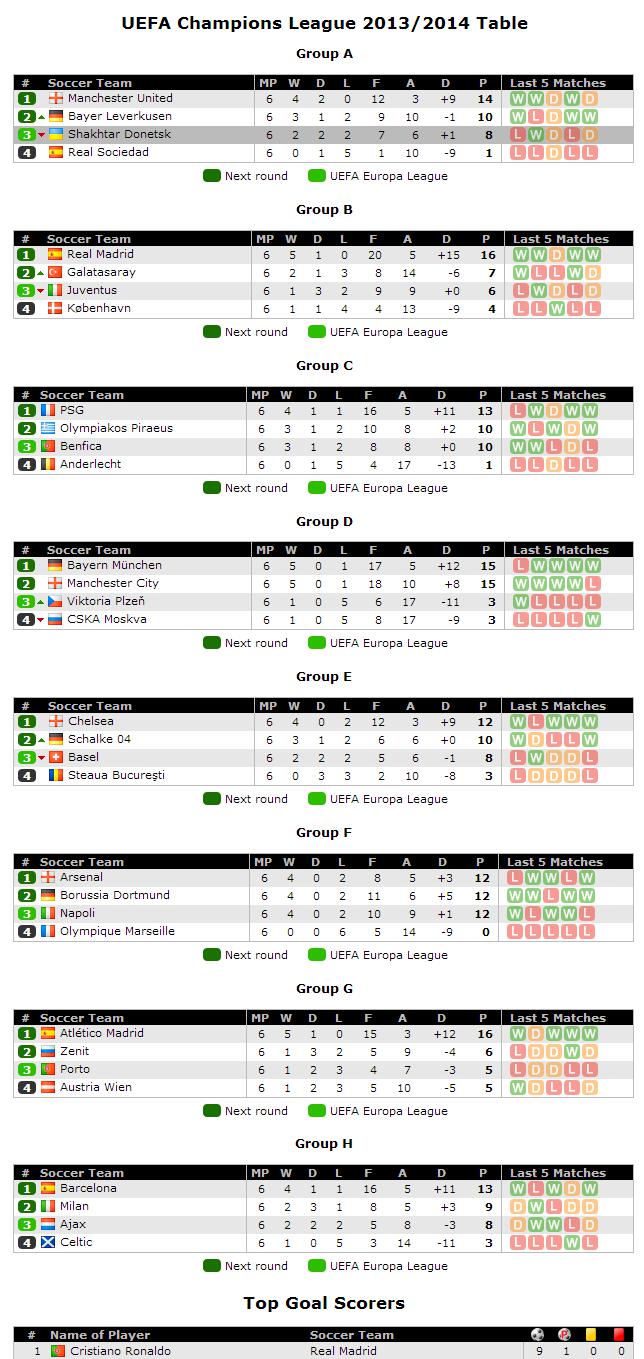 UEFA Champions League 2013/2014 Table
Group A
# Soccer Team MP W D L F A D P Last 5 Matches
1 Manchester United 6 4 2 0 12 3 +9 14 W W D W D
2 Bayer Leverkusen 6 3 1 2 9 10 -1 10 W L D W W
3 Shakhtar Donetsk 6 2 2 2 7 6 +1 8 L W D L D
4 Real Sociedad 6 0 1 5 1 10 -9 1 L L D L L
Next round UEFA Europa League
Group B
# Soccer Team MP W D L F A D P Last 5 Matches
1 Real Madrid 6 5 1 0 20 5 +15 16 W W D W W
2 Galatasaray 6 2 1 3 8 14 -6 7 W L L W D
3 Juventus 6 1 3 2 9 9 +0 6 L W D L D
4 København 6 1 1 4 4 13 -9 4 L L W L L
Next round UEFA Europa League
Group C
# Soccer Team MP W D L F A D P Last 5 Matches
1 PSG 6 4 1 1 16 5 +11 13 L W D W W
2 Olympiakos Piraeus 6 3 1 2 10 8 +2 10 W L W D W
3 Benfica 6 3 1 2 8 8 +0 10 W W D L L
4 Anderlecht 6 0 1 5 4 17 -13 1 L L D L L
Next round UEFA Europa League
Group D
# Soccer Team MP W D L F A D P Last 5 Matches
1 Bayern München 6 5 0 1 17 5 +12 15 L W W W W
2 Manchester City 6 5 0 1 18 10 +8 15 W W W W L
3 Viktoria Plzeň 6 1 0 5 6 17 -11 3 W L L L L
4 CSKA Moskva 6 1 0 5 8 17 -9 3 L L L L W
Next round UEFA Europa League
Group E
# Soccer Team MP W D L F A D P Last 5 Matches
1 Chelsea 6 4 0 2 12 3 +9 12 W L W W W
2 Schalke 04 6 3 1 2 6 6 +0 10 W D L L W
3 Basel 6 2 2 2 5 6 -1 8 L W D D L
4 Steaua Bucureşti 6 0 3 3 2 10 -8 3 L D D D L
Next round UEFA Europa League
Group F
# Soccer Team MP W D L F A D P Last 5 Matches
1 Arsenal 6 4 0 2 8 5 +3 12 L W W L W
2 Borussia Dortmund 6 4 0 2 11 6 +5 12 W W L W W
3 Napoli 6 4 0 2 10 9 +1 12 W L W W L
4 Olympique Marseille 6 0 0 6 5 14 -9 0 L L L L L
Next round UEFA Europa League
Group G
# Soccer Team MP W D L F A D P Last 5 Matches
1 Atlético Madrid 6 5 1 0 15 3 +12 16 W D W W W
2 Zenit 6 1 3 2 5 9 -4 6 L D D W D
3 Porto 6 1 2 3 4 7 -3 5 L D D L L
4 Austria Wien 6 1 2 3 5 10 -5 5 W D L L D
Next round UEFA Europa League
Group H
# Soccer Team MP W D L F A D P Last 5 Matches
1 Barcelona 6 4 1 1 16 5 +11 13 W L W D W
2 Milan 6 2 3 1 8 5 +3 9 D W L D W
3 Ajax 6 2 2 2 5 8 -3 8 D W W L D
4 Celtic 6 1 0 5 3 14 -11 3 L L L W L
Next round UEFA Europa League
Top Goal Scorers
# Name of Player Soccer Team
1 Cristiano Ronaldo Real Madrid 9 1 0 0